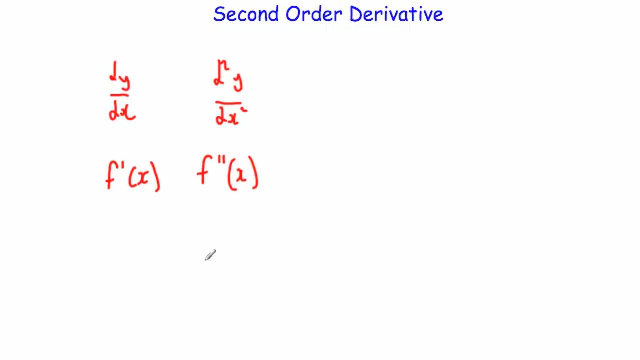 Second Order Derivative
dy/dx d²y/dx²
f'(x) f''(x)